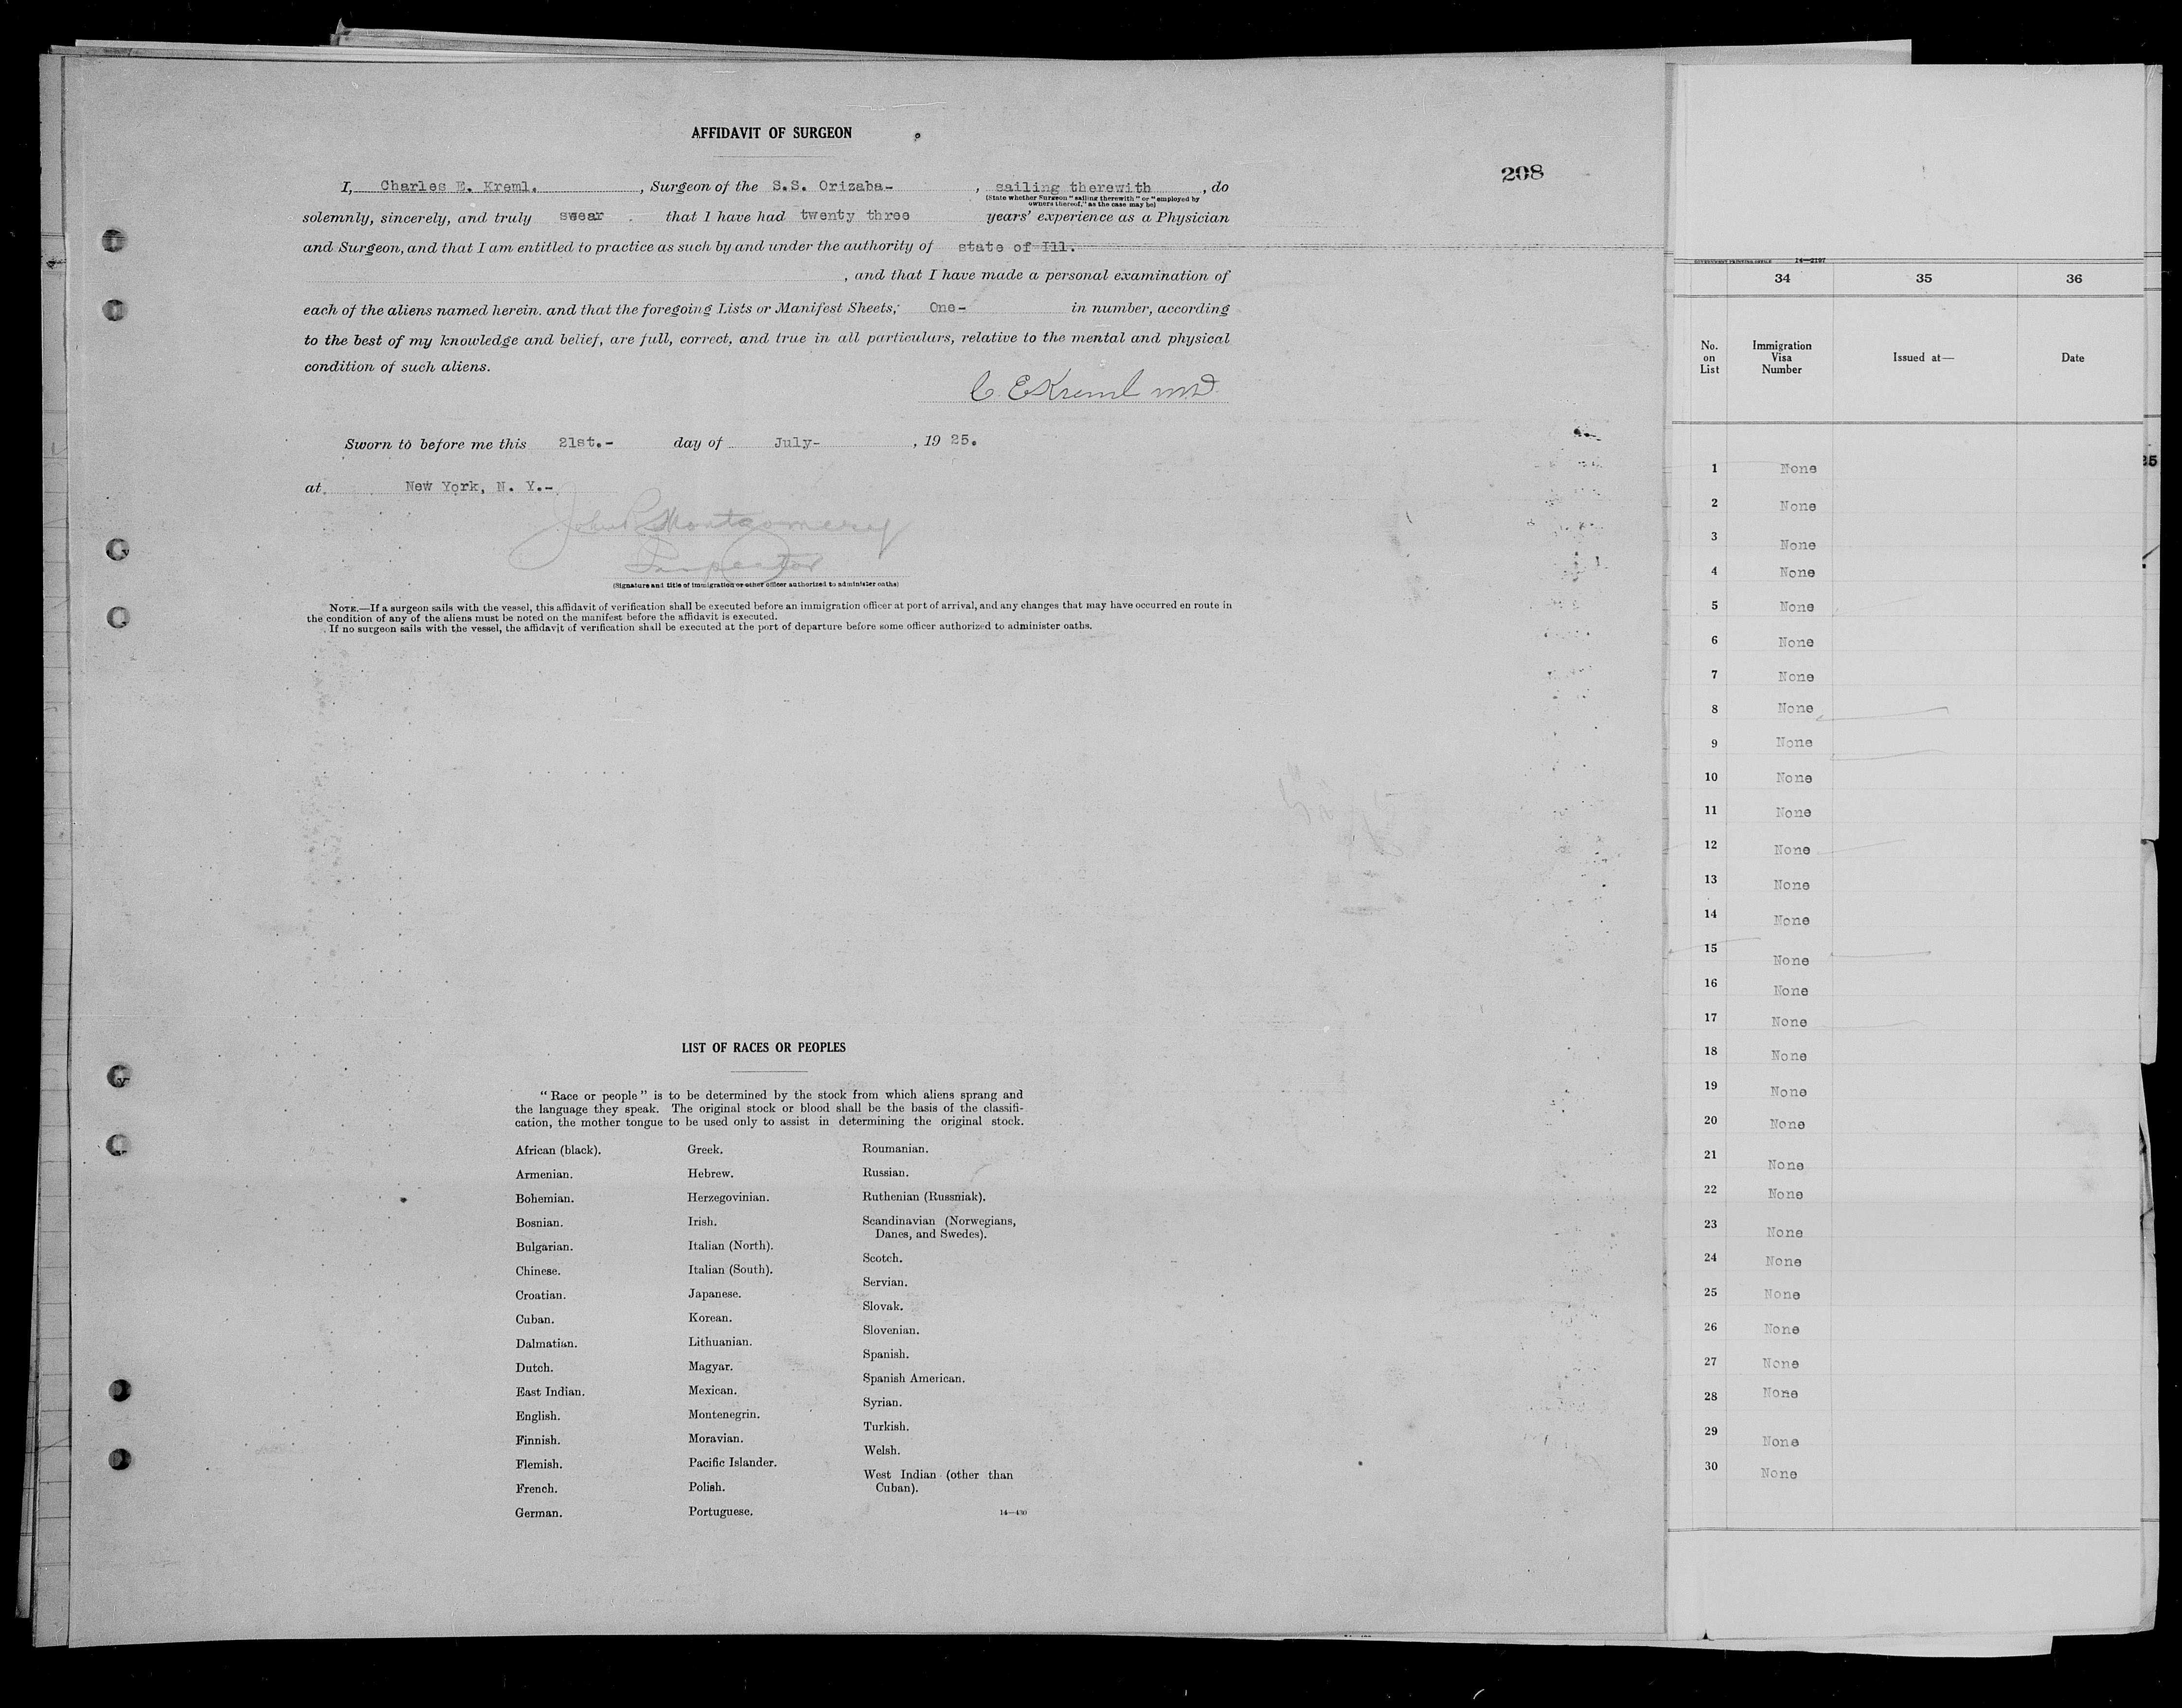 AFFIDAVIT OF SURGEON
208
I, Charles E. Kreml. , Surgeon of the S.S. Orizaba- , sailing therewith , do
(State whether Surgeon "sailing therewith" or "employed by
owners thereof," as the case may be)
solemnly, sincerely, and truly swear that I have had twenty three years' experience as a Physician
and Surgeon, and that I am entitled to practice as such by and under the authority of state of Ill.
, and that I have made a personal examination of
each of the aliens named herein. and that the foregoing Lists or Manifest Sheets, One- in number, according
to the best of my knowledge and belief, are full, correct, and true in all particulars, relative to the mental and physical
condition of such aliens.
C. E Kreml MD.
Sworn to before me this 21st.- day of July- , 19 25.
at New York, N. Y.-
John R Montgomery
Inspector
(Signature and title of immigration or other officer authorized to administer oaths)
NOTE.—If a surgeon sails with the vessel, this affidavit of verification shall be executed before an immigration officer at port of arrival, and any changes that may have occurred en route in
the condition of any of the aliens must be noted on the manifest before the affidavit is executed.
If no surgeon sails with the vessel, the affidavit of verification shall be executed at the port of departure before some officer authorized to administer oaths.
LIST OF RACES OR PEOPLES
"Race or people" is to be determined by the stock from which aliens sprang and
the language they speak. The original stock or blood shall be the basis of the classifi-
cation, the mother tongue to be used only to assist in determining the original stock.
African (black).
Armenian.
Bohemian.
Bosnian.
Bulgarian.
Chinese.
Croatian.
Cuban.
Dalmatian.
Dutch.
East Indian.
English.
Finnish.
Flemish.
French.
German.
Greek.
Hebrew.
Herzegovinian.
Irish.
Italian (North).
Italian (South).
Japanese.
Korean.
Lithuanian.
Magyar.
Mexican.
Montenegrin.
Moravian.
Pacific Islander.
Polish.
Portuguese.
Roumanian.
Russian.
Ruthenian (Russniak).
Scandinavian (Norwegians,
Danes, and Swedes).
Scotch.
Servian.
Slovak.
Slovenian.
Spanish.
Spanish American.
Syrian.
Turkish.
Welsh.
West Indian (other than
Cuban).
14—430
GOVERNMENT PRINTING OFFICE 14—2197
34 35 36
No.
on
List
Immigration
Visa
Number
Issued at—
Date
1 None
2 None
3 None
4 None
5 None
6 None
7 None
8 None
9 None
10 None
11 None
12 None
13 None
14 None
15 None
16 None
17 None
18 None
19 None
20 None
21 None
22 None
23 None
24 None
25 None
26 None
27 None
28 None
29 None
30 None